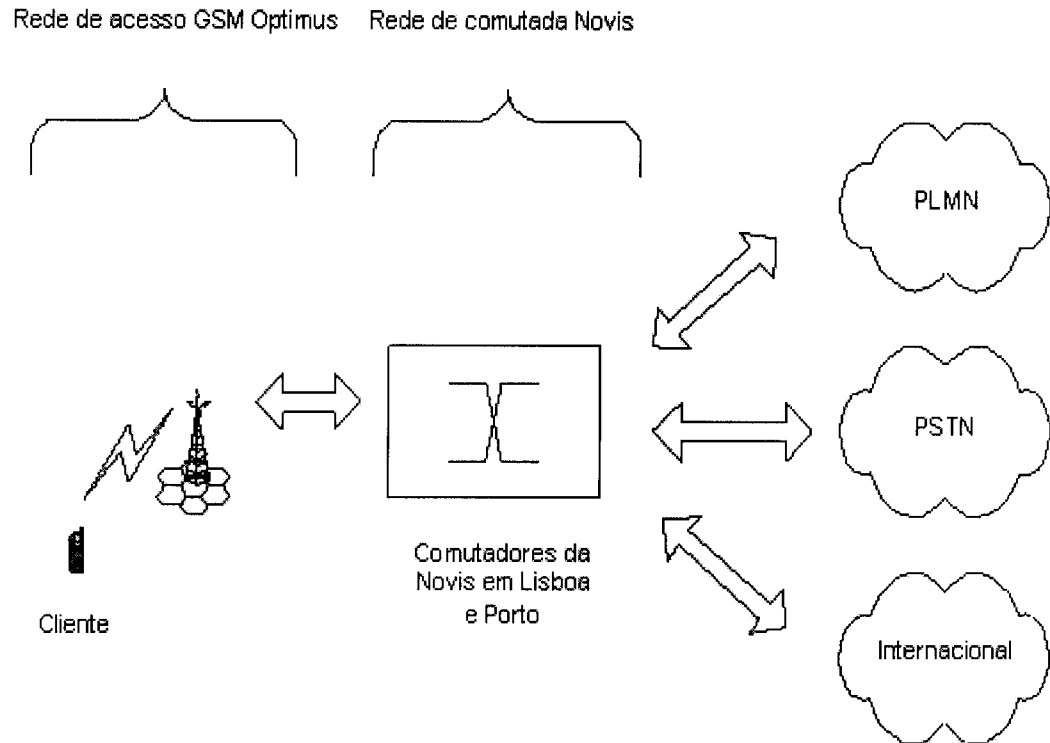 Rede de acesso GSM Optimus
Rede de comutada Novis
PLMN
PSTN
Comutadores da
Novis em Lisboa
e Porto
Cliente
Internacional